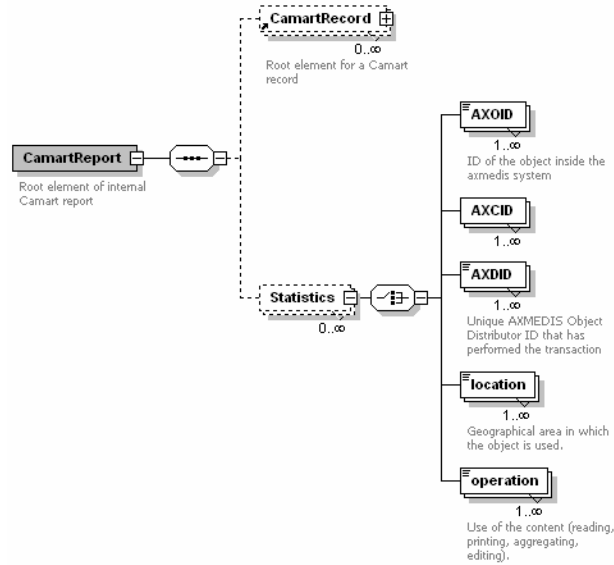 CamartRecord
0..∞
Root element for a Camart
record
CamartReport
Root element of internal
Camart report
AXOID
1..∞
ID of the object inside the
axmedis system
AXCID
1..∞
AXDID
1..∞
Unique AXMEDIS Object
Distributor ID that has
performed the transaction
Statistics
0..∞
location
1..∞
Geographical area in which
the object is used.
operation
1..∞
Use of the content (reading,
printing, aggregating,
editing).